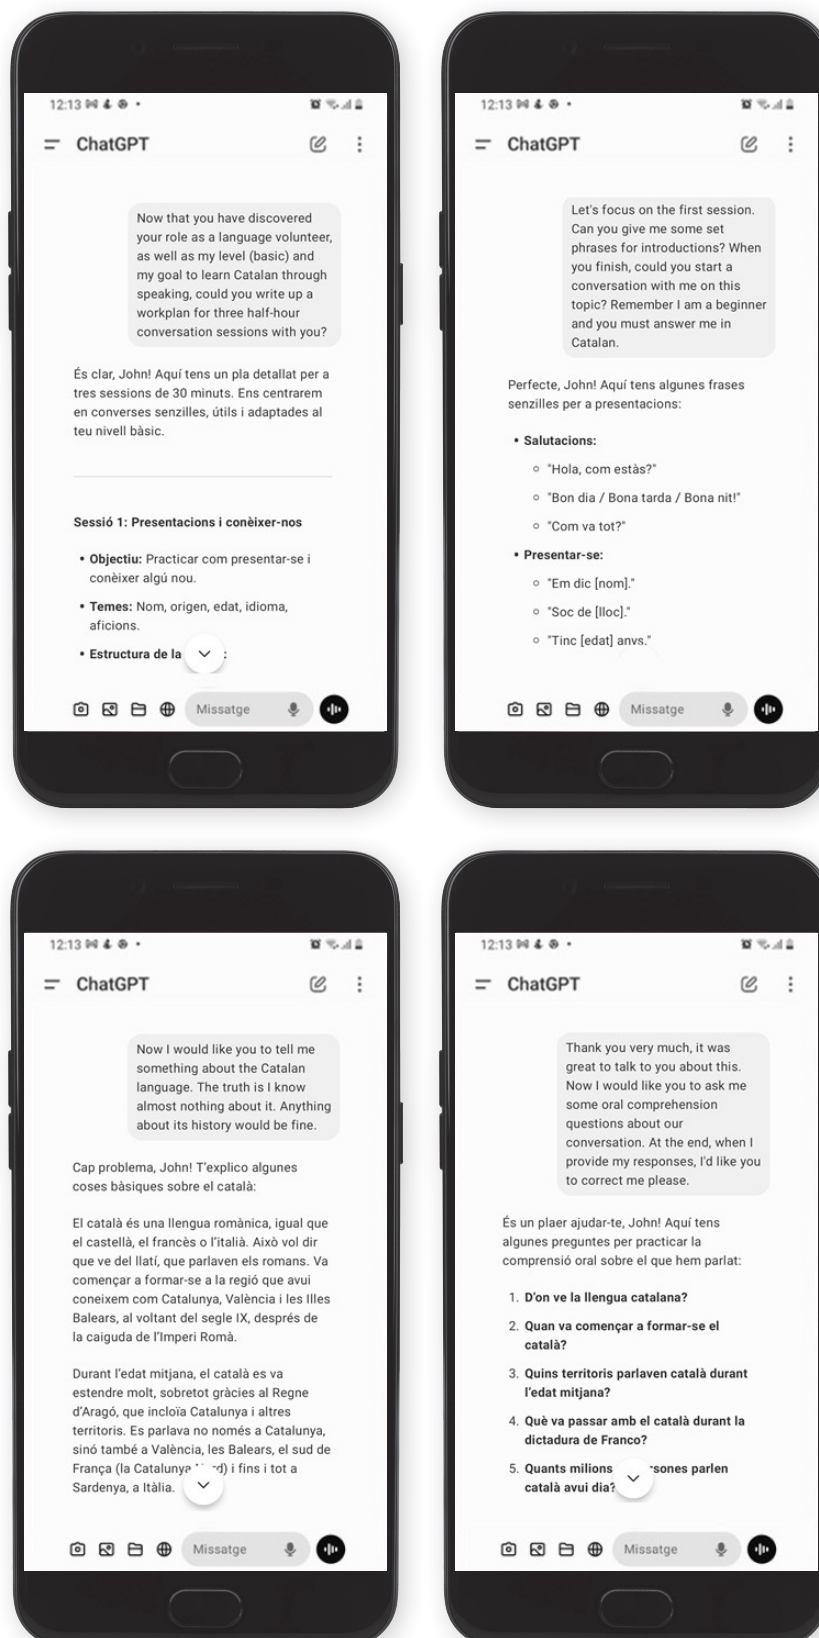 12:13
ChatGPT
Now that you have discovered
your role as a language volunteer,
as well as my level (basic) and
my goal to learn Catalan through
speaking, could you write up a
workplan for three half-hour
conversation sessions with you?
És clar, John! Aquí tens un pla detallat per a
tres sessions de 30 minuts. Ens centrarem
en converses senzilles, útils i adaptades al
teu nivell bàsic.
Sessió 1: Presentacions i conèixer-nos
• Objectiu: Practicar com presentar-se i
conèixer algú nou.
• Temes: Nom, origen, edat, idioma,
aficions.
• Estructura de la :
Missatge
12:13
ChatGPT
Let's focus on the first session.
Can you give me some set
phrases for introductions? When
you finish, could you start a
conversation with me on this
topic? Remember I am a beginner
and you must answer me in
Catalan.
Perfecte, John! Aquí tens algunes frases
senzilles per a presentacions:
• Salutacions:
○ "Hola, com estàs?"
○ "Bon dia / Bona tarda / Bona nit!"
○ "Com va tot?"
• Presentar-se:
○ "Em dic [nom]."
○ "Soc de [lloc]."
○ "Tinc [edat] anys."
Missatge
12:13
ChatGPT
Now I would like you to tell me
something about the Catalan
language. The truth is I know
almost nothing about it. Anything
about its history would be fine.
Cap problema, John! T'explico algunes
coses bàsiques sobre el català:
El català és una llengua romànica, igual que
el castellà, el francès o l'italià. Això vol dir
que ve del llatí, que parlaven els romans. Va
començar a formar-se a la regió que avui
coneixem com Catalunya, València i les Illes
Balears, al voltant del segle IX, després de
la caiguda de l'Imperi Romà.
Durant l'edat mitjana, el català es va
estendre molt, sobretot gràcies al Regne
d'Aragó, que incloïa Catalunya i altres
territoris. Es parlava no només a Catalunya,
sinó també a València, les Balears, el sud de
França (la Catalunya i fins i tot a
Sardenya, a Itàlia.
Missatge
12:13
ChatGPT
Thank you very much, it was
great to talk to you about this.
Now I would like you to ask me
some oral comprehension
questions about our
conversation. At the end, when I
provide my responses, I'd like you
to correct me please.
És un plaer ajudar-te, John! Aquí tens
algunes preguntes per practicar la
comprensió oral sobre el que hem parlat:
1. D'on ve la llengua catalana?
2. Quan va començar a formar-se el
català?
3. Quins territoris parlaven català durant
l'edat mitjana?
4. Què va passar amb el català durant la
dictadura de Franco?
5. Quants milions parlen
català avui dia?
Missatge